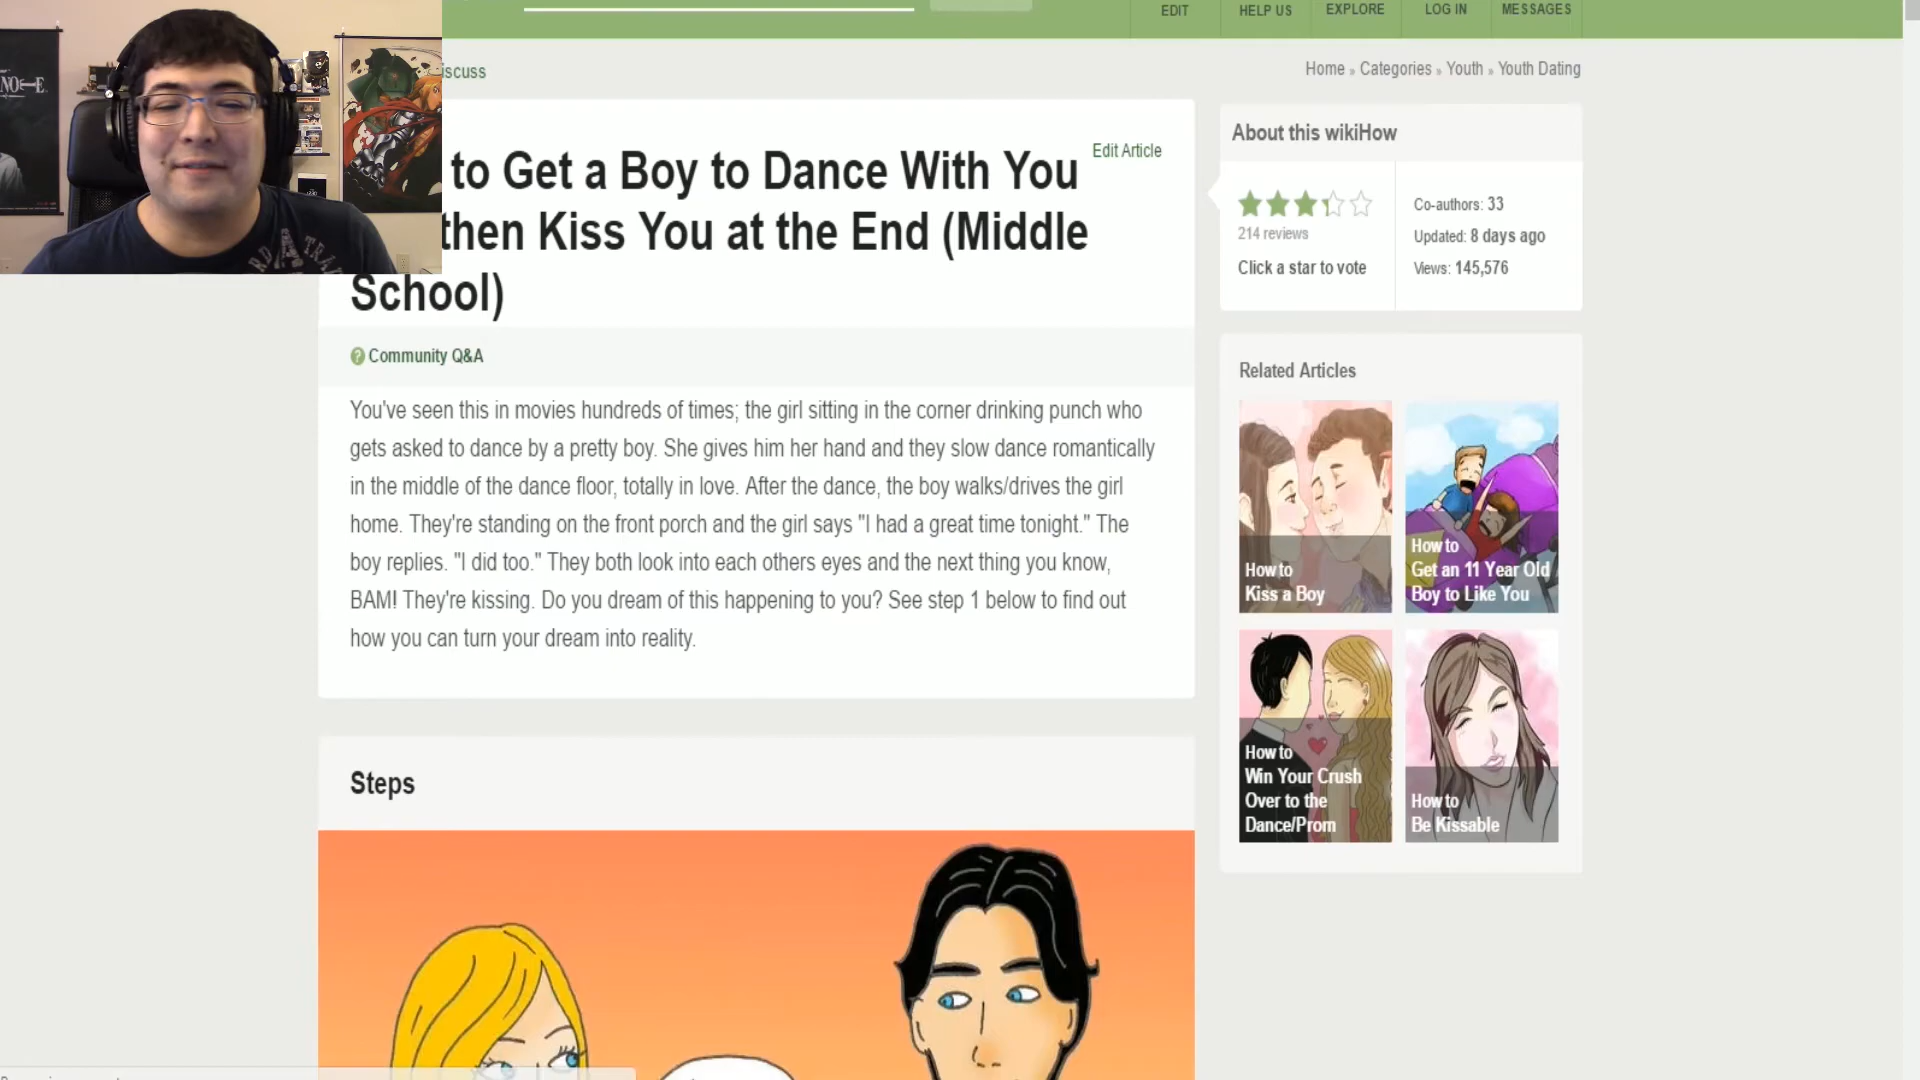 EDIT
HELP US
EXPLORE
LOG IN
MESSAGES
iscuss
Home » Categories » Youth » Youth Dating
NO
E.
to Get a Boy to Dance With You
Edit Article
then Kiss You at the End (Middle
School)
Community Q&A
You've seen this in movies hundreds of times; the girl sitting in the corner drinking punch who
gets asked to dance by a pretty boy. She gives him her hand and they slow dance romantically
in the middle of the dance floor, totally in love. After the dance, the boy walks/drives the girl
home. They're standing on the front porch and the girl says "I had a great time tonight." The
boy replies. "I did too." They both look into each others eyes and the next thing you know,
BAM! They're kissing. Do you dream of this happening to you? See step 1 below to find out
how you can turn your dream into reality.
Steps
About this wikiHow
214 reviews
Click a star to vote
Co-authors: 33
Updated: 8 days ago
Views: 145,576
Related Articles
How to
Kiss a Boy
How to
Get an 11 Year Old
Boy to Like You
How to
Win Your Crush
Over to the
Dance/Prom
How to
Be Kissable